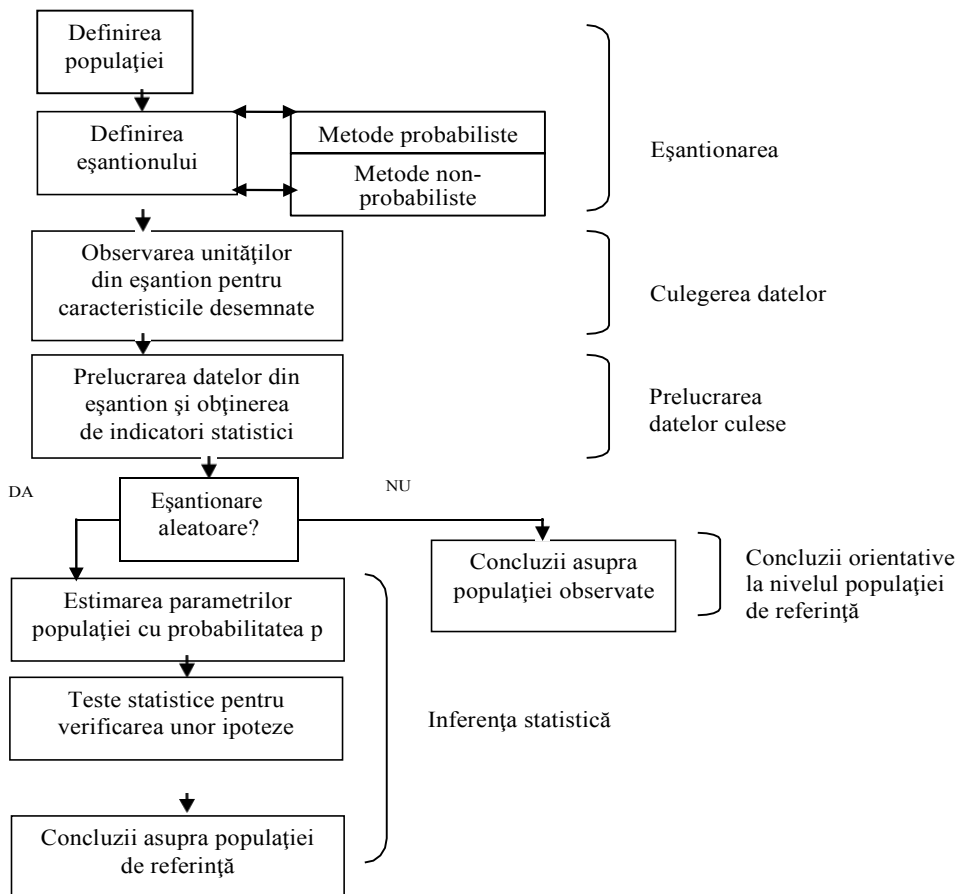 Definirea
populaţiei
Definirea
eşantionului
Metode probabiliste
Metode non-
probabiliste
Eşantionarea
Observarea unităţilor
din eşantion pentru
caracteristicile desemnate
Culegerea datelor
Prelucrarea datelor din
eşantion şi obţinerea
de indicatori statistici
Prelucrarea
datelor culese
DA
Eşantionare
aleatoare?
NU
Concluzii asupra
populaţiei observate
Concluzii orientative
la nivelul populaţiei
de referinţă
Estimarea parametrilor
populaţiei cu probabilitatea p
Teste statistice pentru
verificarea unor ipoteze
Inferenţa statistică
Concluzii asupra populaţiei
de referinţă